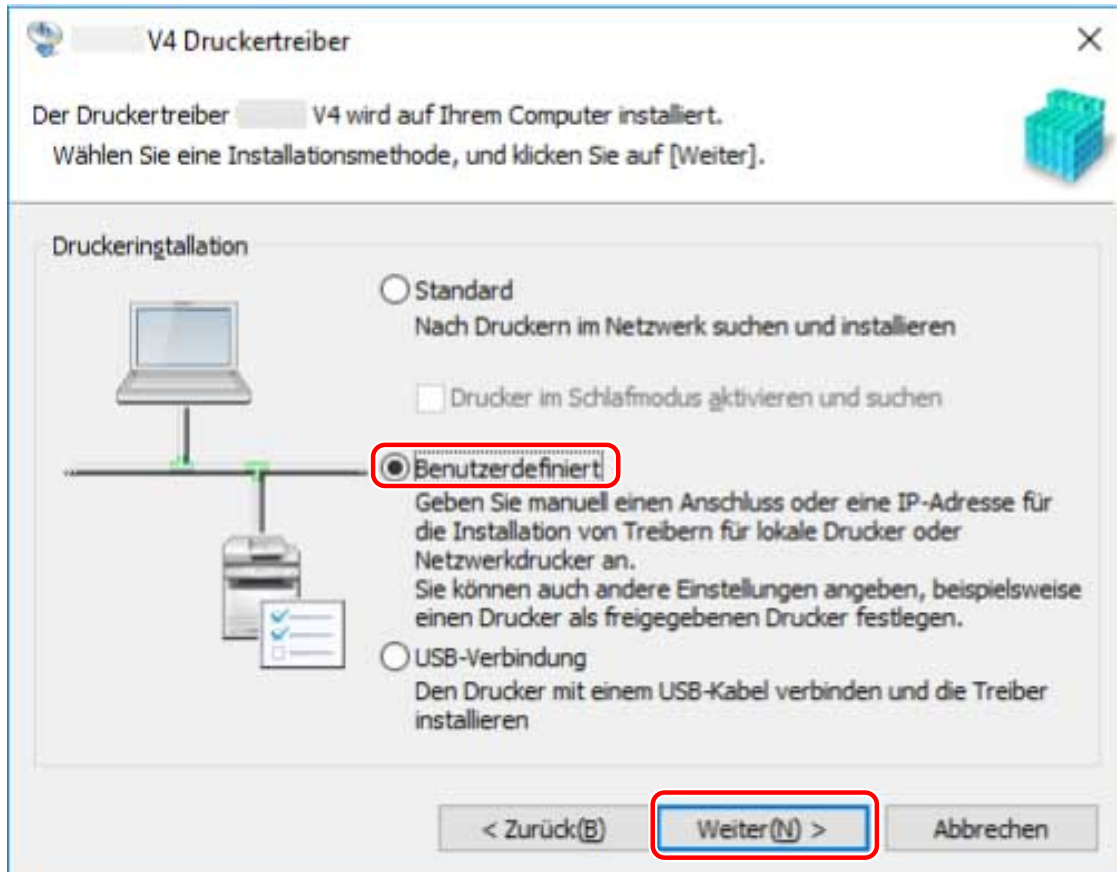 V4 Druckertreiber
Der Druckertreiber V4 wird auf Ihrem Computer installiert.
Wählen Sie eine Installationsmethode, und klicken Sie auf [Weiter].
Druckeringtallation
Standard
Nach Druckern im Netzwerk suchen und installieren
Drucker im Schlafmodus aktivieren und suchen
Benutzerdefiniert
Geben Sie manuell einen Anschluss oder eine IP-Adresse für
die Installation von Treibern für lokale Drucker oder
Netzwerkdrucker an.
Sie können auch andere Einstellungen angeben, beispielsweise
einen Drucker als freigegebenen Drucker festlegen.
USB-Verbindung
Den Drucker mit einem USB-Kabel verbinden und die Treiber
installieren
< Zurück(B)
Weiter(N) >
Abbrechen